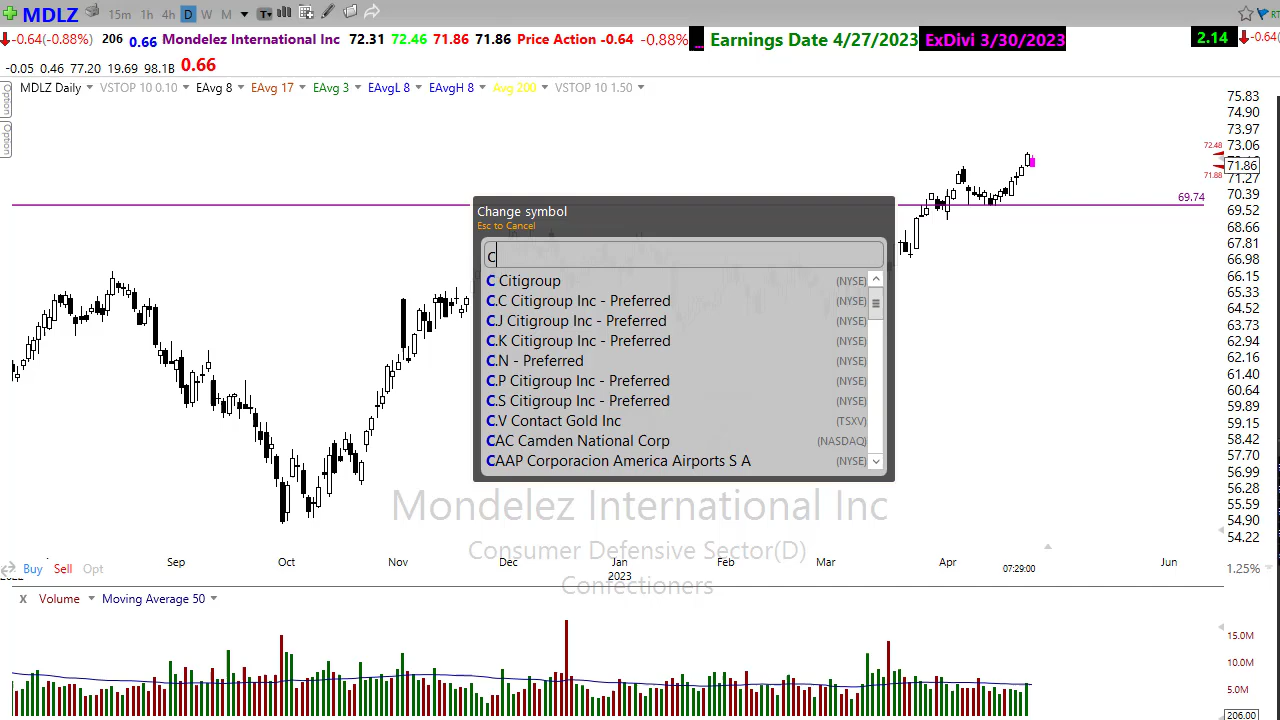 MDLZ 15m 1h 4h D W M T RT
-0.64(-0.88%) 206 0.66 Mondelez International Inc 72.31 72.46 71.86 71.86 Price Action -0.64 -0.88% ... Earnings Date 4/27/2023 ExDivi 3/30/2023 2.14 -0.64(
-0.05 0.46 77.20 19.69 98.1B 0.66
MDLZ Daily VSTOP 10 0.10 EAvg 8 EAvg 17 EAvg 3 EAvgL 8 EAvgH 8 Avg 200 VSTOP 10 1.50
Option
Option
75.83
74.90
73.97
73.06
72.48
71.86
71.88
71.27
70.39
69.74
69.52
68.66
67.81
66.98
66.15
65.33
64.52
63.73
62.94
62.16
61.40
60.64
59.89
59.15
58.42
57.70
56.99
56.28
55.59
54.90
54.22
Change symbol
Esc to Cancel
C
C Citigroup (NYSE)
C.C Citigroup Inc - Preferred (NYSE)
C.J Citigroup Inc - Preferred (NYSE)
C.K Citigroup Inc - Preferred (NYSE)
C.N - Preferred (NYSE)
C.P Citigroup Inc - Preferred (NYSE)
C.S Citigroup Inc - Preferred (NYSE)
C.V Contact Gold Inc (TSXV)
CAC Camden National Corp (NASDAQ)
CAAP Corporacion America Airports S A (NYSE)
Mondelez International Inc
Consumer Defensive Sector(D)
Confectioners
Sep Oct Nov Dec Jan Feb Mar Apr Jun
2023 07:29:00
Buy Sell Opt 1.25%
X Volume Moving Average 50
15.0M
10.0M
5.0M
206.00